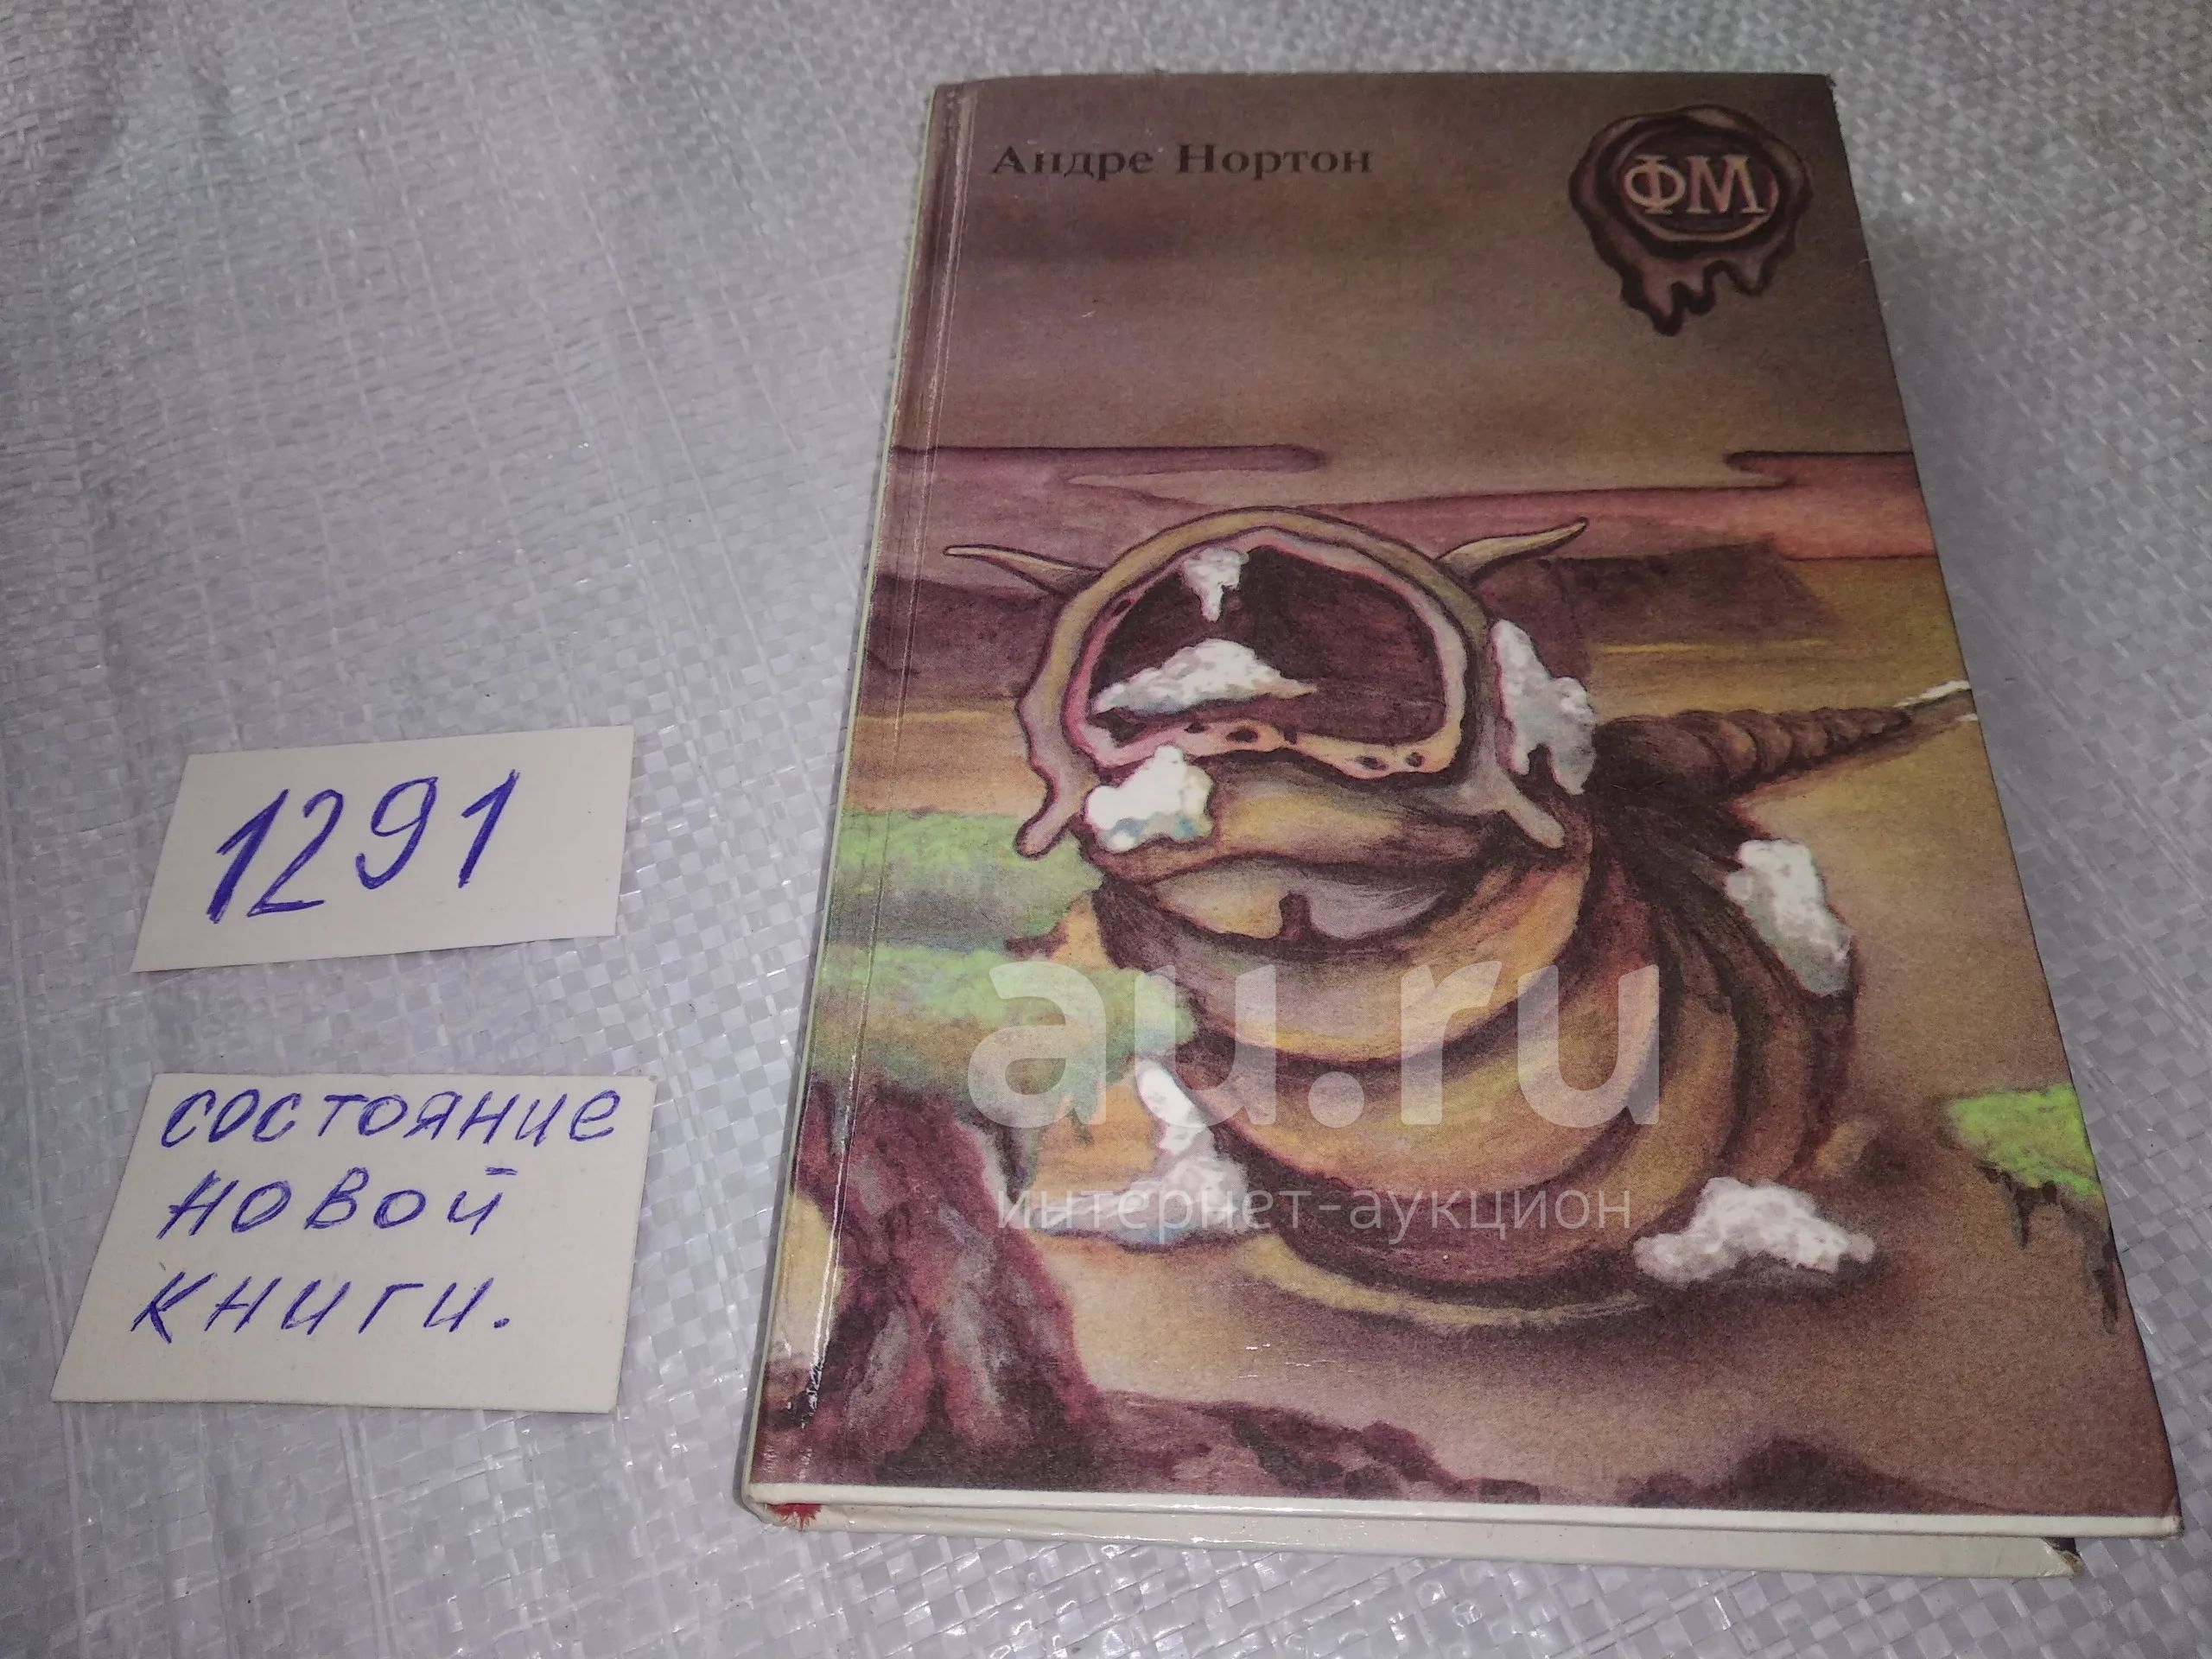 Андре Нортон
ФМ
1291
состояние
новой
книги.
au.ru
интернет-аукцион